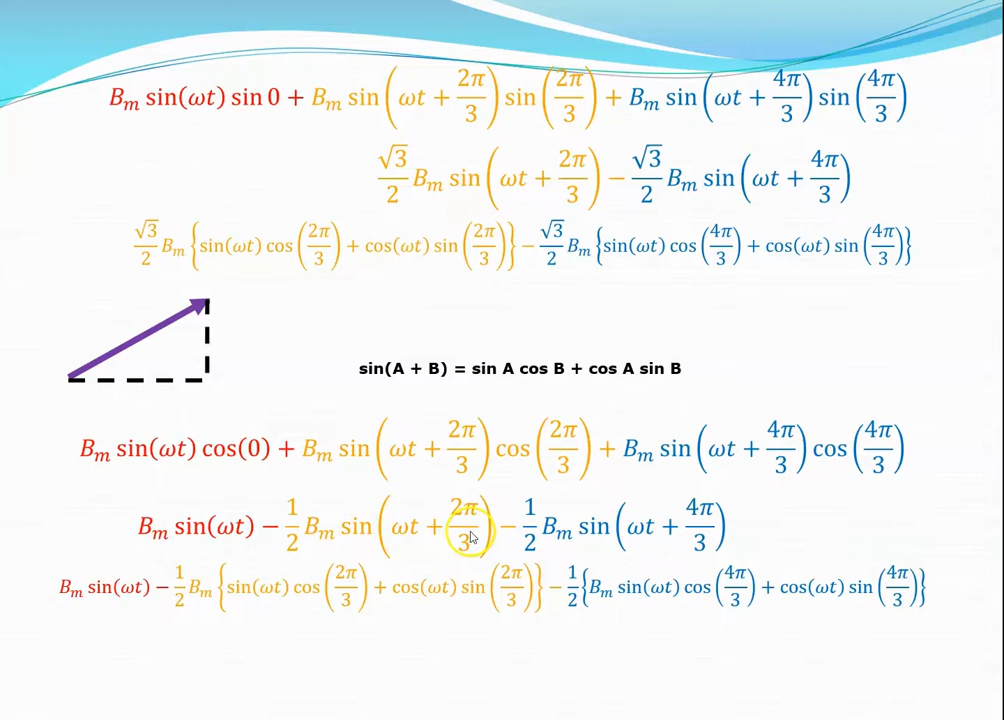 B_m sin(ωt) sin 0 + B_m sin(ωt + 2π/3) sin(2π/3) + B_m sin(ωt + 4π/3) sin(4π/3)
√3/2 B_m sin(ωt + 2π/3) − √3/2 B_m sin(ωt + 4π/3)
√3/2 B_m {sin(ωt) cos(2π/3) + cos(ωt) sin(2π/3)} − √3/2 B_m {sin(ωt) cos(4π/3) + cos(ωt) sin(4π/3)}
sin(A + B) = sin A cos B + cos A sin B
B_m sin(ωt) cos(0) + B_m sin(ωt + 2π/3) cos(2π/3) + B_m sin(ωt + 4π/3) cos(4π/3)
B_m sin(ωt) − 1/2 B_m sin(ωt + 2π/3) − 1/2 B_m sin(ωt + 4π/3)
B_m sin(ωt) − 1/2 B_m {sin(ωt) cos(2π/3) + cos(ωt) sin(2π/3)} − 1/2 {B_m sin(ωt) cos(4π/3) + cos(ωt) sin(4π/3)}